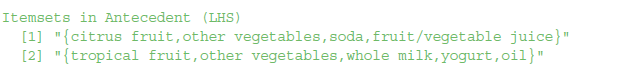 Itemsets in Antecedent (LHS)
[1] "{citrus fruit,other vegetables,soda,fruit/vegetable juice}"
[2] "{tropical fruit,other vegetables,whole milk,yogurt,oil}"